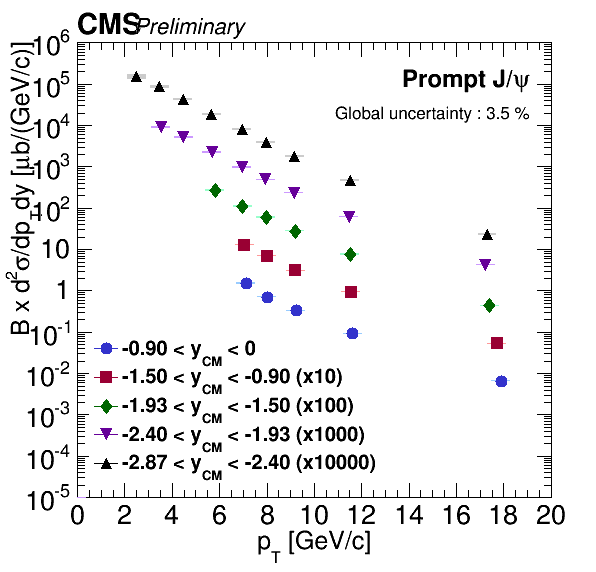 CMS Preliminary
Prompt J/ψ
Global uncertainty : 3.5 %
B x d²σ/dp_T dy [μb/(GeV/c)]
10⁶
10⁵
10⁴
10³
10²
10
1
10⁻¹
10⁻²
10⁻³
10⁻⁴
10⁻⁵
-0.90 < y_CM < 0
-1.50 < y_CM < -0.90 (x10)
-1.93 < y_CM < -1.50 (x100)
-2.40 < y_CM < -1.93 (x1000)
-2.87 < y_CM < -2.40 (x10000)
0 2 4 6 8 10 12 14 16 18 20
p_T [GeV/c]